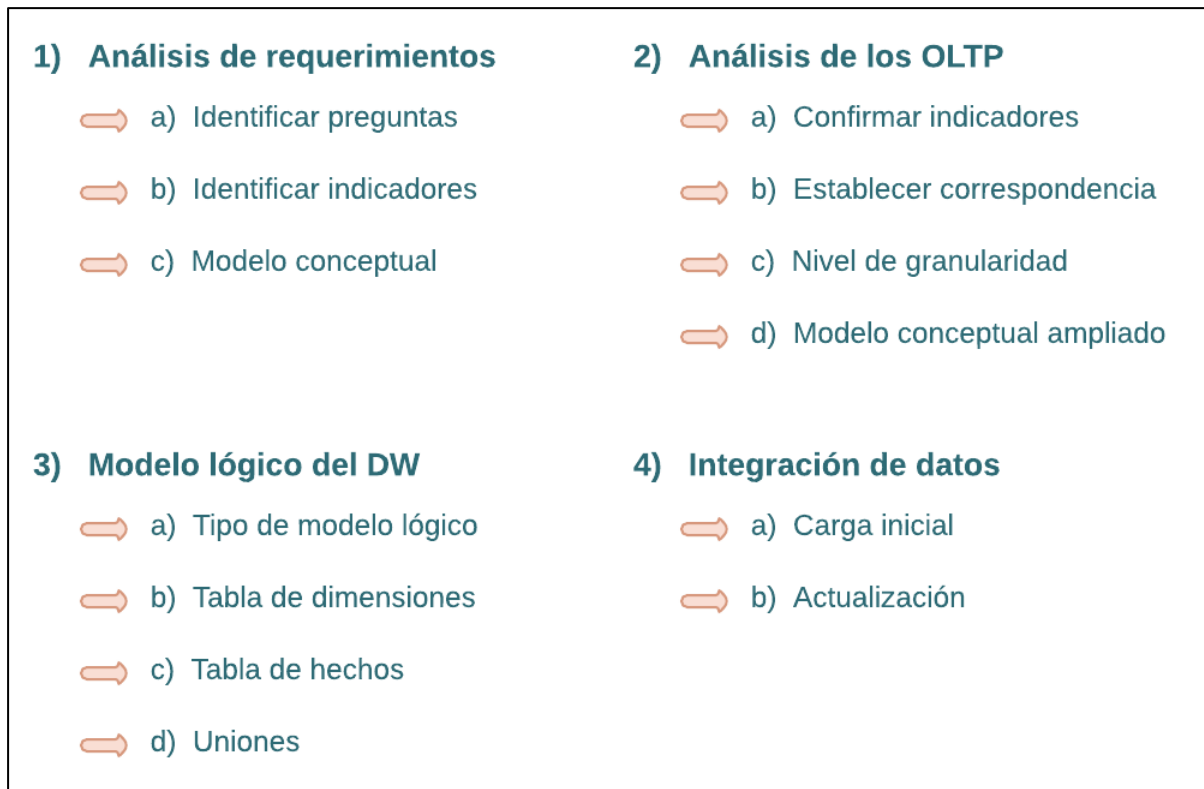 1) Análisis de requerimientos
a) Identificar preguntas
b) Identificar indicadores
c) Modelo conceptual
2) Análisis de los OLTP
a) Confirmar indicadores
b) Establecer correspondencia
c) Nivel de granularidad
d) Modelo conceptual ampliado
3) Modelo lógico del DW
a) Tipo de modelo lógico
b) Tabla de dimensiones
c) Tabla de hechos
d) Uniones
4) Integración de datos
a) Carga inicial
b) Actualización